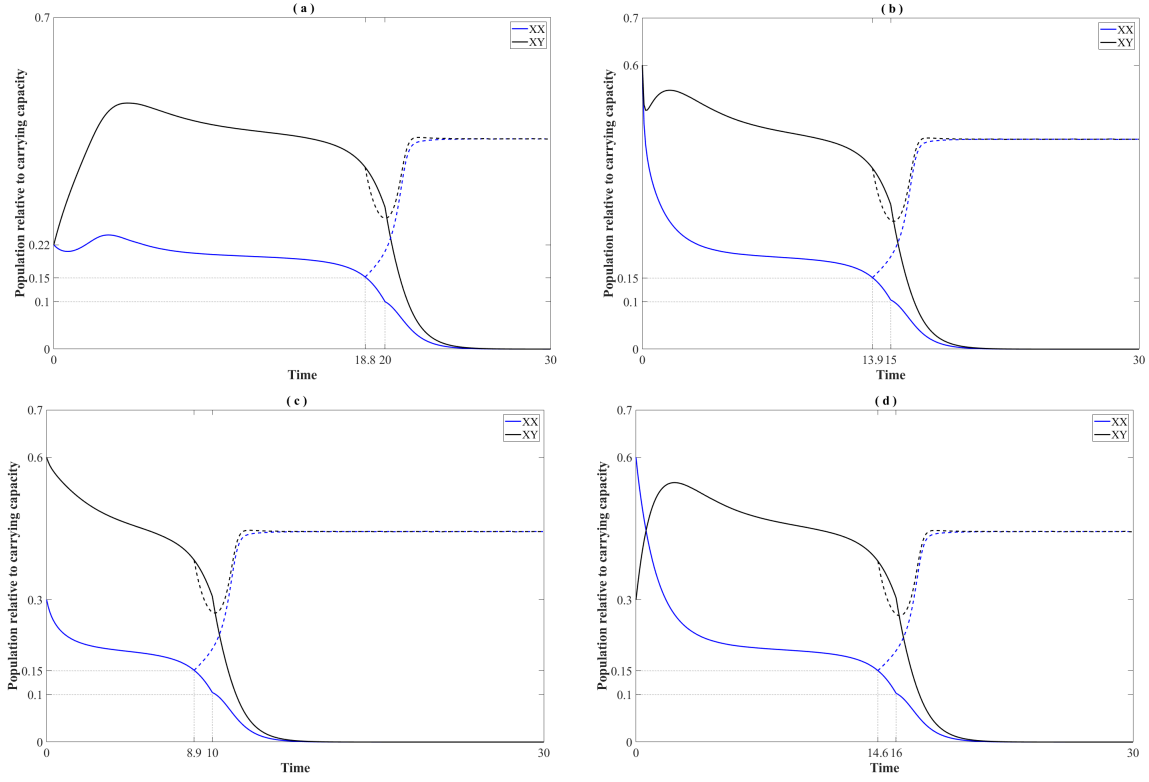 ( a )
0.7
XX
XY
Population relative to carrying capacity
0.22
0.15
0.1
0
0
18.8 20
30
Time
( b )
XX
XY
Population relative to carrying capacity
0.7
0.6
0.15
0.1
0
0
13.9 15
30
Time
( c )
XX
XY
Population relative to carrying capacity
0.7
0.6
0.3
0.15
0.1
0
0
8.9 10
30
Time
( d )
XX
XY
Population relative to carrying capacity
0.7
0.6
0.3
0.15
0.1
0
0
14.6 16
30
Time